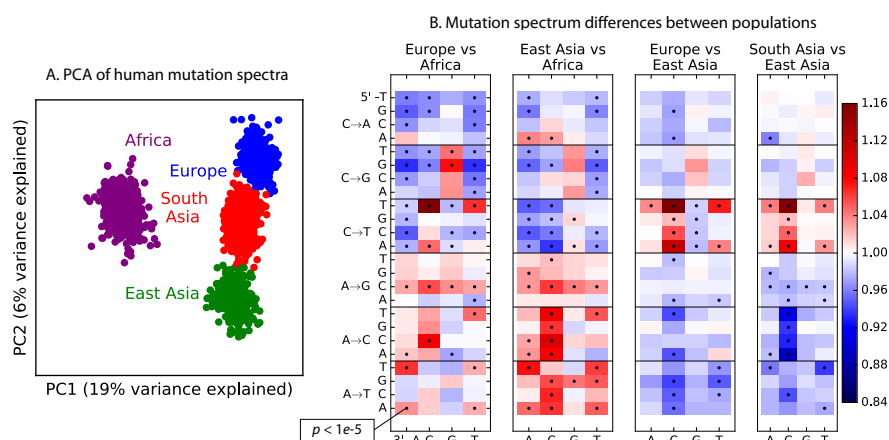 B. Mutation spectrum differences between populations
A. PCA of human mutation spectra
Europe vs
Africa
East Asia vs
Africa
Europe vs
East Asia
South Asia vs
East Asia
Africa
Europe
South
Asia
East Asia
PC2 (6% variance explained)
PC1 (19% variance explained)
5' -T
G
C→A C
A
T
G
C→G C
A
T
G
C→T C
A
T
G
A→G C
A
T
G
A→C C
A
T
G
A→T C
A
3' A C G T
A C G T
A C G T
A C G T
p < 1e-5
1.16
1.12
1.08
1.04
1.00
0.96
0.92
0.88
0.84